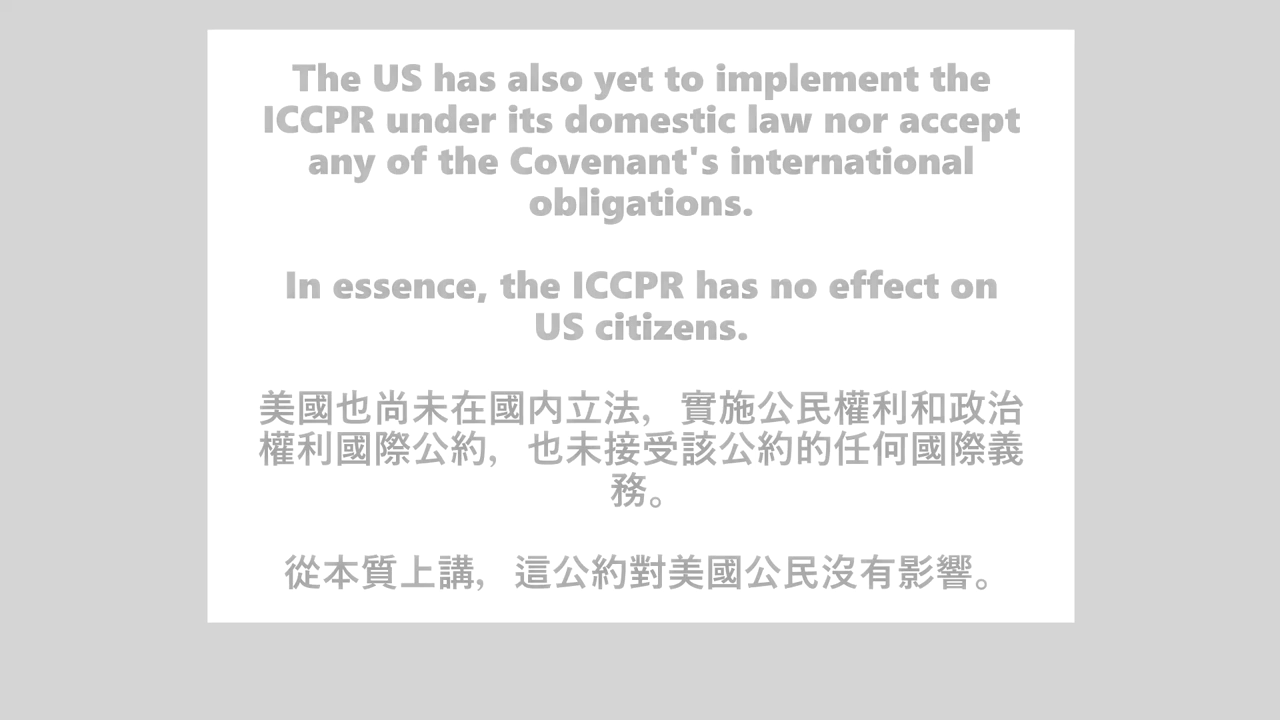 The US has also yet to implement the
ICCPR under its domestic law nor accept
any of the Covenant's international
obligations.
In essence, the ICCPR has no effect on
US citizens.
美國也尚未在國内立法，實施公民權利和政治
權利國際公約，也未接受該公約的任何國際義
務。
從本質上講，這公約對美國公民沒有影響。